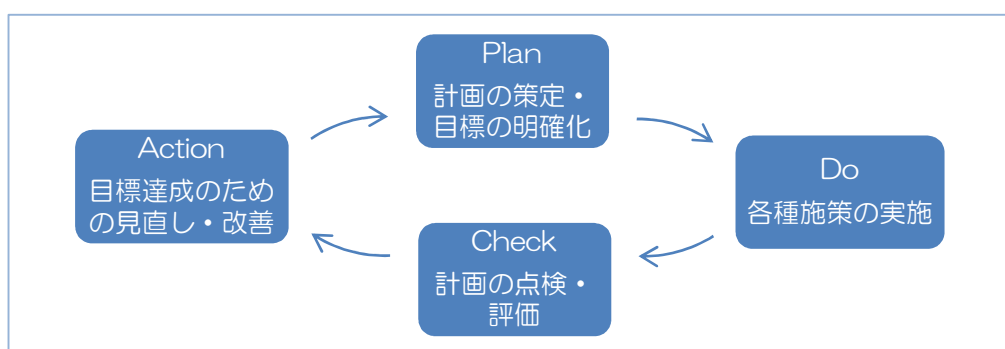 Plan
計画の策定・
目標の明確化
Action
目標達成のため
の見直し・改善
Do
各種施策の実施
Check
計画の点検・
評価